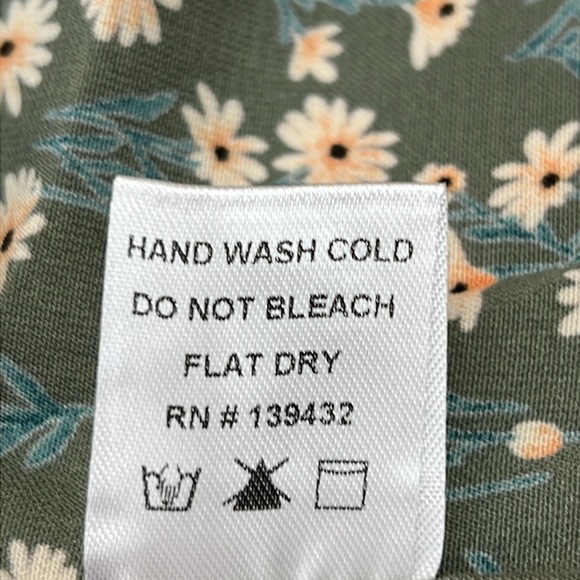 HAND WASH COLD
DO NOT BLEACH
FLAT DRY
RN # 139432